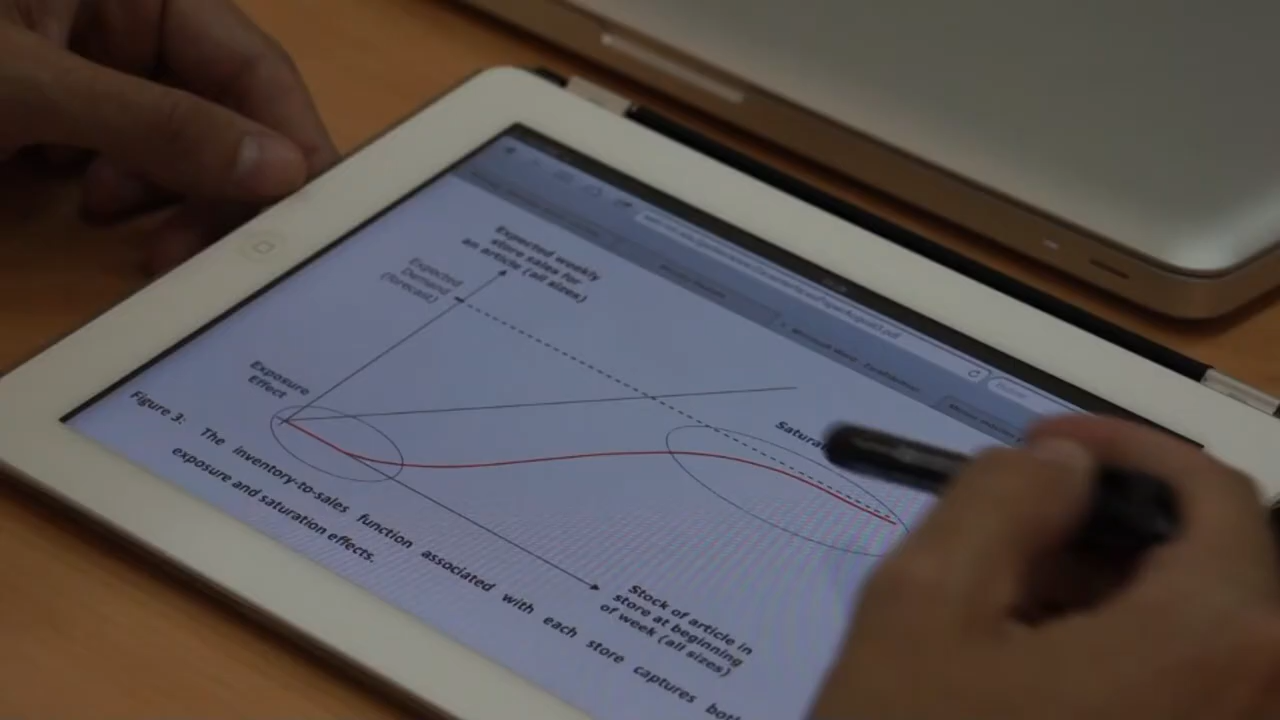 Expected weekly
store sales for
an article (all sizes)
Expected
Demand
(forecast)
Exposure
Effect
Stock of article in
store at beginning
of week (all sizes)
Figure 3: The inventory-to-sales function associated with each store captures both
exposure and saturation effects.